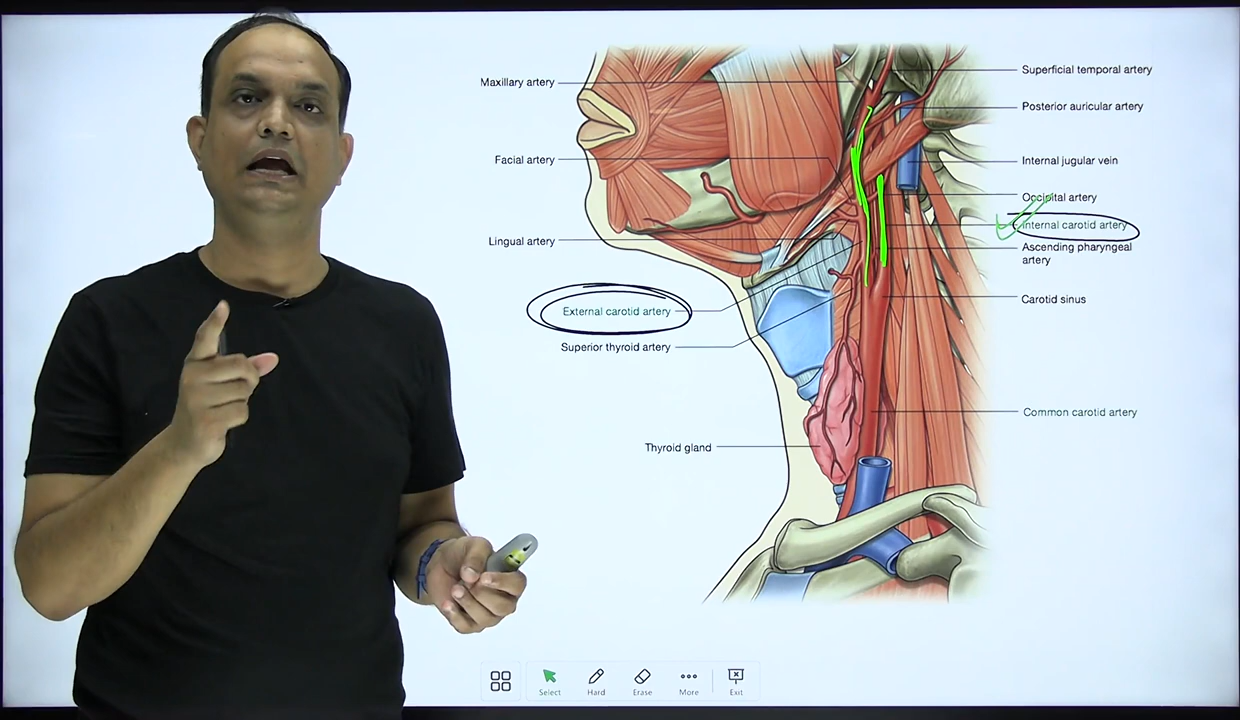 Maxillary artery
Facial artery
Lingual artery
External carotid artery
Superior thyroid artery
Thyroid gland
Superficial temporal artery
Posterior auricular artery
Internal jugular vein
Occipital artery
Internal carotid artery
Ascending pharyngeal
artery
Carotid sinus
Common carotid artery
Select
Hard
Erase
More
Exit